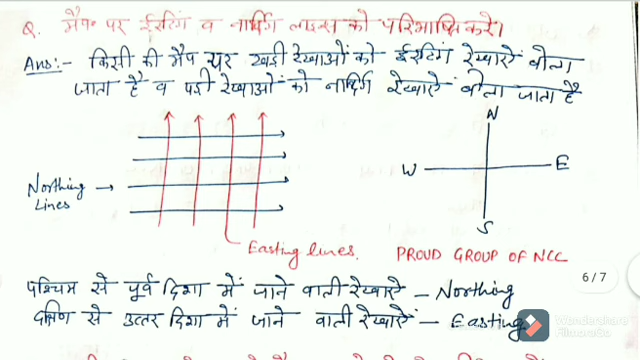 Q. मैप पर ईस्टिंग व नार्दिंग लाइन्स को परिभाषित करे।
Ans:- किसी की मैप पर खड़ी रेखाओं को ईस्टिंग रेखाऐं बोला
जाता है व पड़ी रेखाओं को नार्दिंग रेखाऐं बोला जाता है
N
W E
S
Northing Lines
Easting lines.
PROUD GROUP OF NCC
6/7
पश्चिम से पूर्व दिशा में जाने वाली रेखाऐं - Northing
दक्षिण से उत्तर दिशा में जाने वाली रेखाऐं - Easting
Wondershare
Filmora